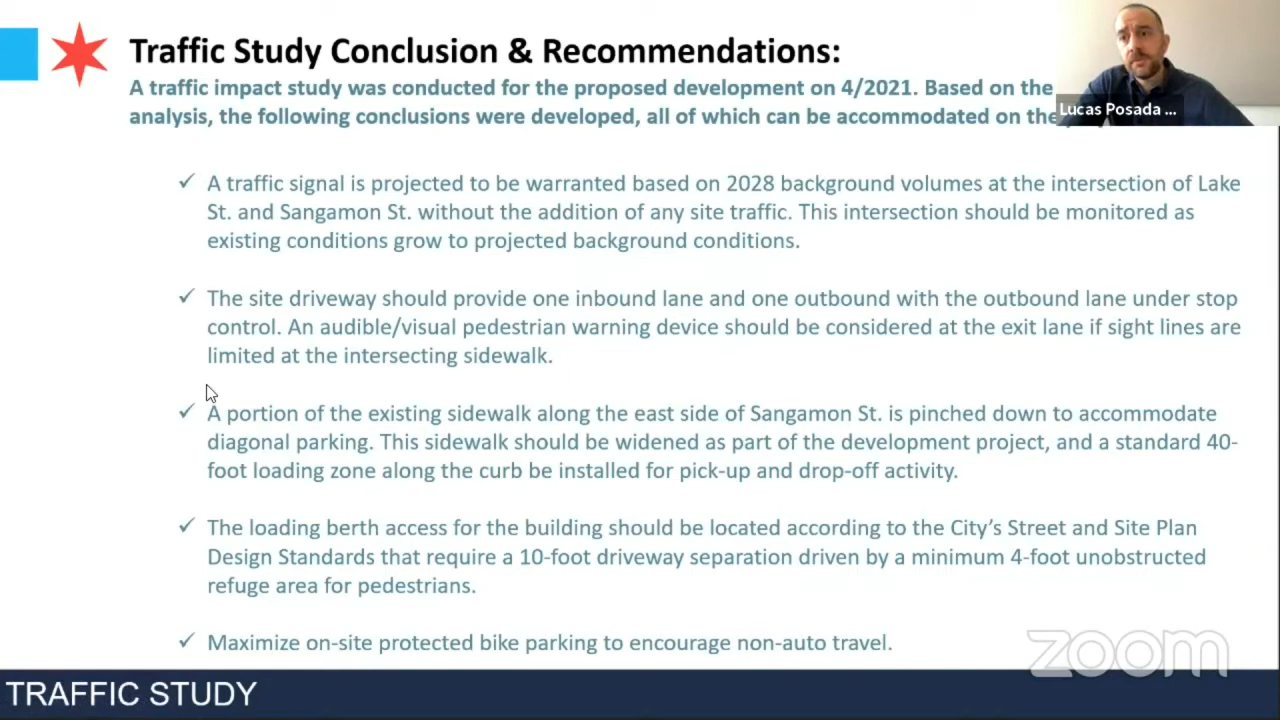 Traffic Study Conclusion & Recommendations:
A traffic impact study was conducted for the proposed development on 4/2021. Based on the
analysis, the following conclusions were developed, all of which can be accommodated on the
Lucas Posada ...
✓ A traffic signal is projected to be warranted based on 2028 background volumes at the intersection of Lake
St. and Sangamon St. without the addition of any site traffic. This intersection should be monitored as
existing conditions grow to projected background conditions.
✓ The site driveway should provide one inbound lane and one outbound with the outbound lane under stop
control. An audible/visual pedestrian warning device should be considered at the exit lane if sight lines are
limited at the intersecting sidewalk.
✓ A portion of the existing sidewalk along the east side of Sangamon St. is pinched down to accommodate
diagonal parking. This sidewalk should be widened as part of the development project, and a standard 40-
foot loading zone along the curb be installed for pick-up and drop-off activity.
✓ The loading berth access for the building should be located according to the City's Street and Site Plan
Design Standards that require a 10-foot driveway separation driven by a minimum 4-foot unobstructed
refuge area for pedestrians.
✓ Maximize on-site protected bike parking to encourage non-auto travel.
zoom
TRAFFIC STUDY